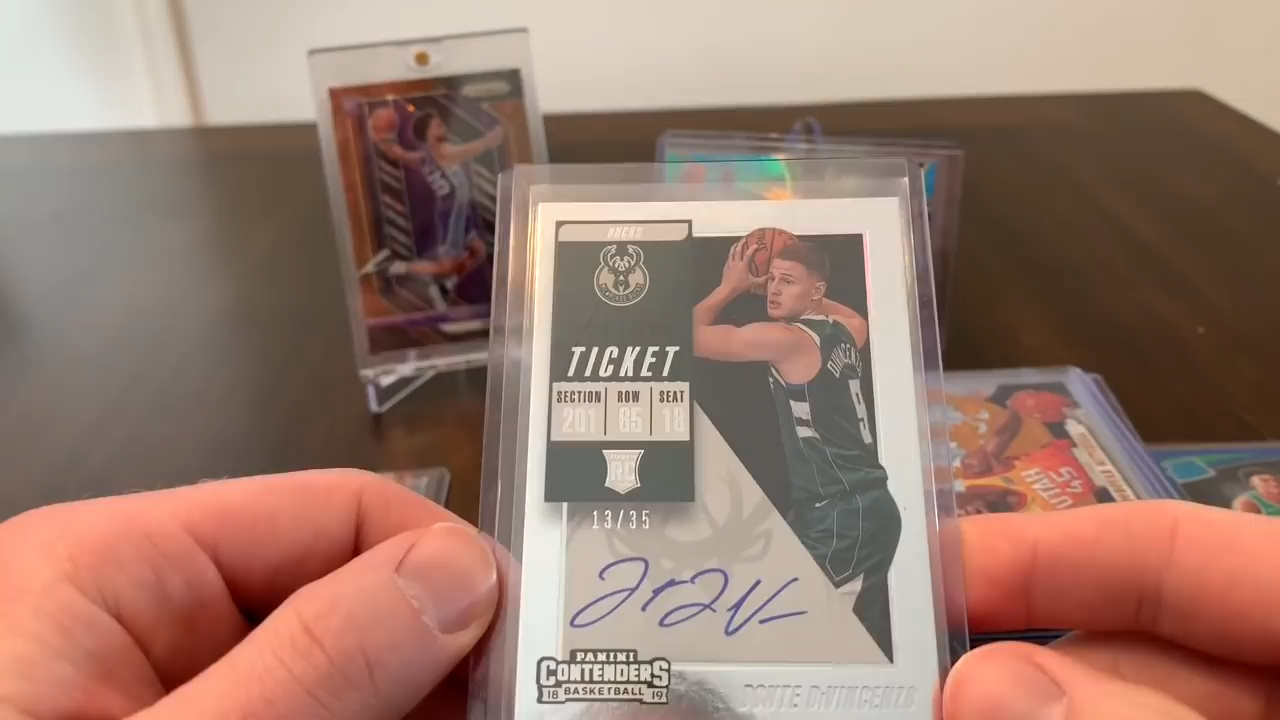 BUCKS
TICKET
SECTION ROW SEAT
201 65 18
RC
13/35
DIVINCENZO
9
PANINI
CONTENDERS
18 BASKETBALL 19
DONTE DiVINCENZO
UTAH
45